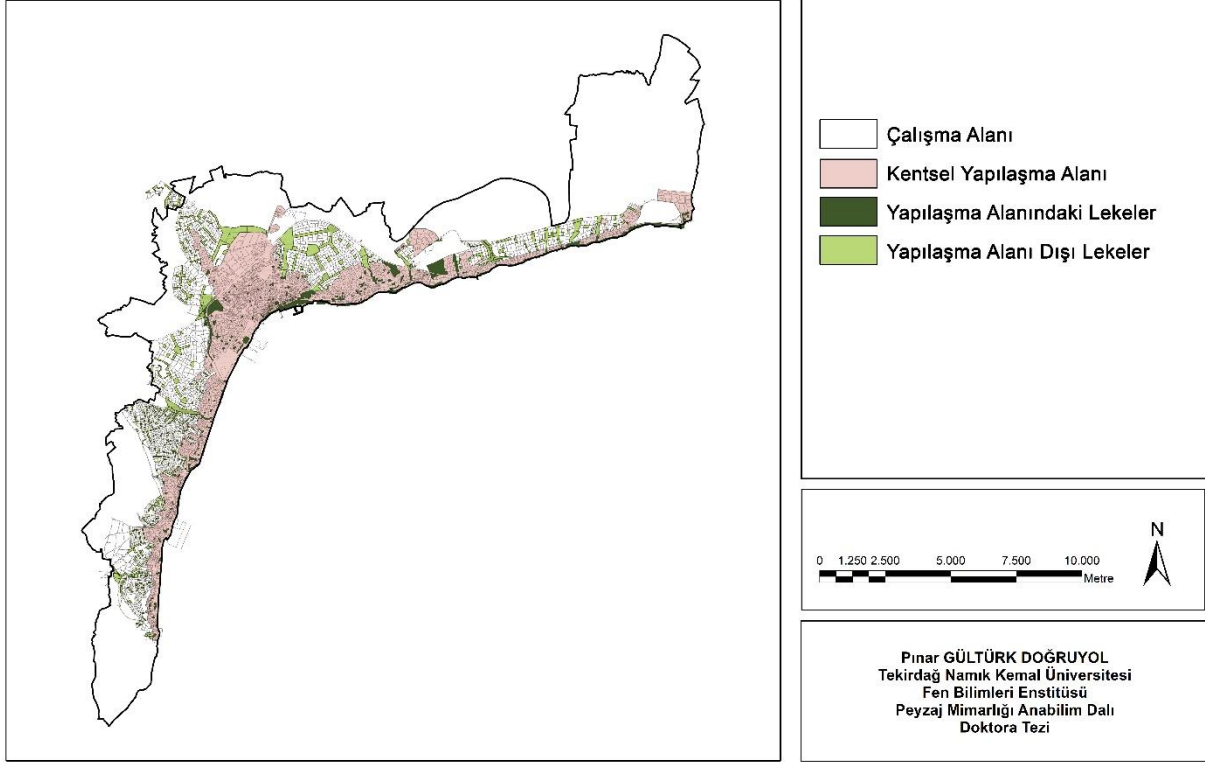 Çalışma Alanı
Kentsel Yapılaşma Alanı
Yapılaşma Alanındaki Lekeler
Yapılaşma Alanı Dışı Lekeler
N
0 1.250 2.500 5.000 7.500 10.000
Metre
Pınar GÜLTÜRK DOĞRUYOL
Tekirdağ Namık Kemal Üniversitesi
Fen Bilimleri Enstitüsü
Peyzaj Mimarlığı Anabilim Dalı
Doktora Tezi